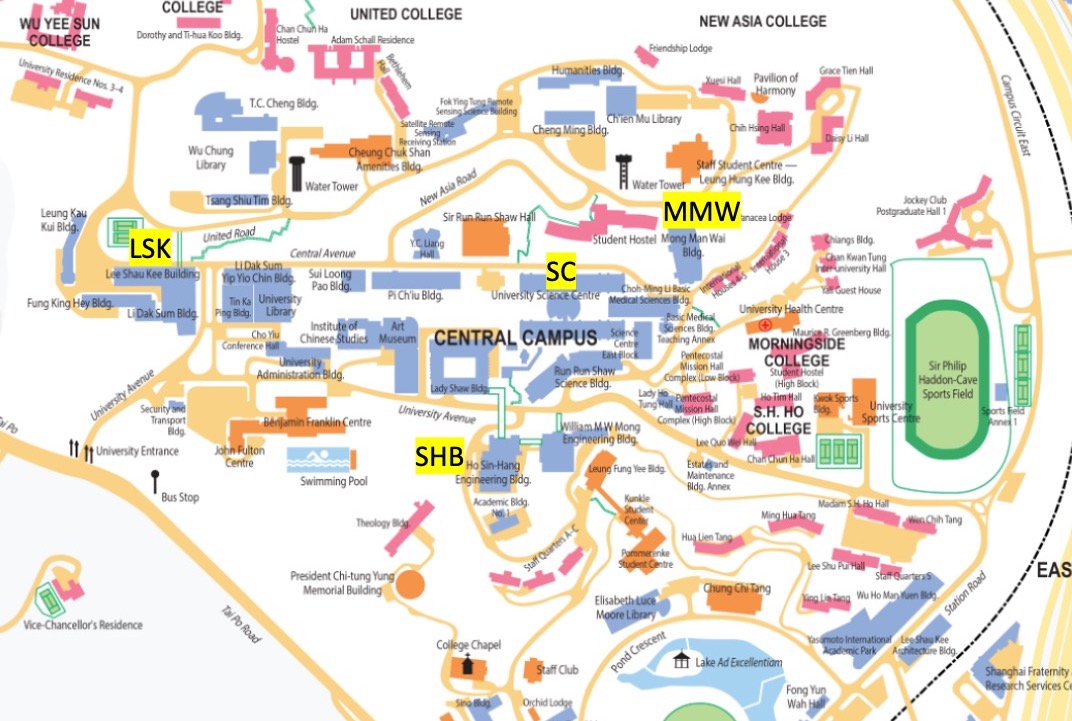 WU YEE SUN
COLLEGE
COLLEGE
Dorothy and Ti-hua Koo Bldg.
UNITED COLLEGE
Chan Chun Ha
Hostel
Adam Schall Residence
Bethlehem
Hall
NEW ASIA COLLEGE
Friendship Lodge
University Residence Nos. 3-4
T.C. Cheng Bldg.
Fok Ying Tung Remote
Sensing Science Building
Satellite Remote
Sensing
Receiving Station
Humanities Bldg.
Ch'ien Mu Library
Cheng Ming Bldg.
Yuesi Hall
Pavilion of
Harmony
Grace Tien Hall
Chih Hsing Hall
Daisy Li Hall
Campus Circuit East
Wu Chung
Library
Cheung Chuk Shan
Amenities Bldg.
Water Tower
Water Tower
Staff Student Centre —
Leung Hung Kee Bldg.
Tsang Shiu Tim Bldg.
New Asia Road
Leung Kau
Kui Bldg.
LSK
United Road
Central Avenue
Sir Run Run Shaw Hall
Y.C. Liang
Hall
Student Hostel
MMW
Mong Man Wai
Bldg.
anacea Lodge
International
House 3
International
Houses 4-5
Jockey Club
Postgraduate Hall 1
Chiangs Bldg.
Chan Kwan Tung
Inter-university Hall
Yali Guest House
Lee Shau Kee Building
Fung King Hey Bldg.
Li Dak Sum Bldg.
Li Dak Sum
Yip Yio Chin Bldg.
Tin Ka
Ping Bldg.
University
Library
Sui Loong
Pao Bldg.
Pi Ch'iu Bldg.
SC
University Science Centre
Choh-Ming Li Basic
Medical Sciences Bldg.
Basic Medical
Sciences Bldg.
Teaching Annex
University Health Centre
Maurice R. Greenberg Bldg.
MORNINGSIDE
COLLEGE
Cho Yiu
Conference Hall
Institute of
Chinese Studies
Art
Museum
CENTRAL CAMPUS
Science
Centre
East Block
University
Administration Bldg.
Lady Shaw Bldg.
Run Run Shaw
Science Bldg.
Pentecostal
Mission Hall
Complex (Low Block)
Student Hostel
(High Block)
Lady Ho
Tung Hall
Pentecostal
Mission Hall
Complex (High Block)
Ho Tim Hall
S.H. HO
COLLEGE
Kwok Sports
Bldg.
University
Sports Centre
Sir Philip
Haddon-Cave
Sports Field
Sports Field
Annex 1
University Avenue
University Avenue
Security and
Transport
Bldg.
Benjamin Franklin Centre
University Entrance
John Fulton
Centre
Swimming Pool
Bus Stop
SHB
Ho Sin-Hang
Engineering Bldg.
William M W Mong
Engineering Bldg.
Lee Quo Wei Hall
Chan Chun Ha Hall
Leung Fung Yee Bldg.
Estates and
Maintenance
Bldg. Annex
Academic Bldg.
No. 1
Kunkle
Student
Center
Theology Bldg.
Staff Quarters A-C
Pommerenke
Student Centre
Hua Lien Tang
Ming Hua Tang
Madam S.H. Ho Hall
Wen Chih Tang
Lee Shu Pui Hall
Staff Quarters S
EAS
President Chi-tung Yung
Memorial Building
Elisabeth Luce
Moore Library
Chung Chi Tang
Ying Lin Tang
Wu Ho Man Yuen Bldg.
Station Road
Vice-Chancellor's Residence
Tai Po Road
Yasumoto International
Academic Park
Lee Shau Kee
Architecture Bldg.
College Chapel
Staff Club
Pond Crescent
Lake Ad Excellentiam
Shanghai Fraternity
Research Services Ce
Sino Bldg.
Orchid Lodge
Fong Yun
Wah Hall